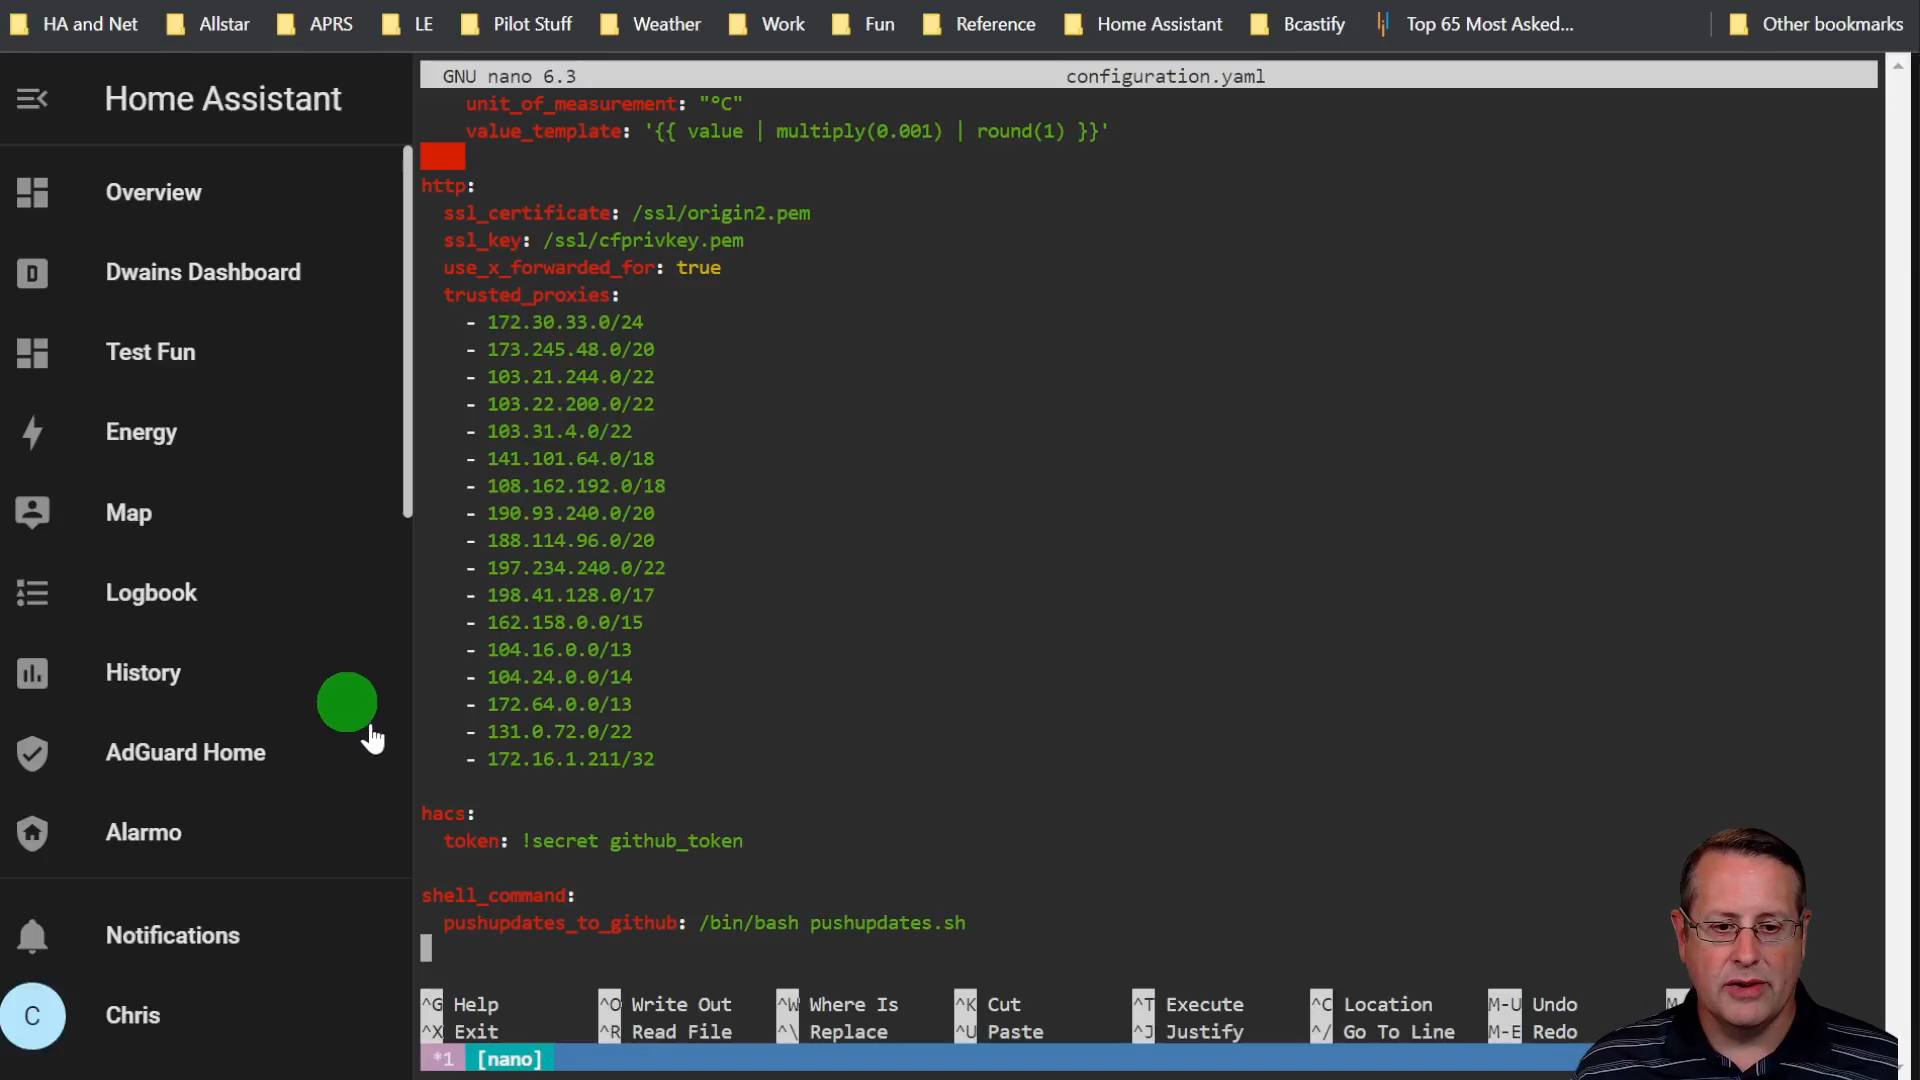 HA and Net Allstar APRS LE Pilot Stuff Weather Work Fun Reference Home Assistant Bcastify Top 65 Most Asked... Other bookmarks
Home Assistant
Overview
Dwains Dashboard
Test Fun
Energy
Map
Logbook
History
AdGuard Home
Alarmo
Notifications
C Chris
GNU nano 6.3 configuration.yaml
unit_of_measurement: "°C"
value_template: '{{ value | multiply(0.001) | round(1) }}'
http:
ssl_certificate: /ssl/origin2.pem
ssl_key: /ssl/cfprivkey.pem
use_x_forwarded_for: true
trusted_proxies:
- 172.30.33.0/24
- 173.245.48.0/20
- 103.21.244.0/22
- 103.22.200.0/22
- 103.31.4.0/22
- 141.101.64.0/18
- 108.162.192.0/18
- 190.93.240.0/20
- 188.114.96.0/20
- 197.234.240.0/22
- 198.41.128.0/17
- 162.158.0.0/15
- 104.16.0.0/13
- 104.24.0.0/14
- 172.64.0.0/13
- 131.0.72.0/22
- 172.16.1.211/32
hacs:
token: !secret github_token
shell_command:
pushupdates_to_github: /bin/bash pushupdates.sh
^G Help ^O Write Out ^W Where Is ^K Cut ^T Execute ^C Location M-U Undo
^X Exit ^R Read File ^\ Replace ^U Paste ^J Justify ^/ Go To Line M-E Redo
*1 [nano]